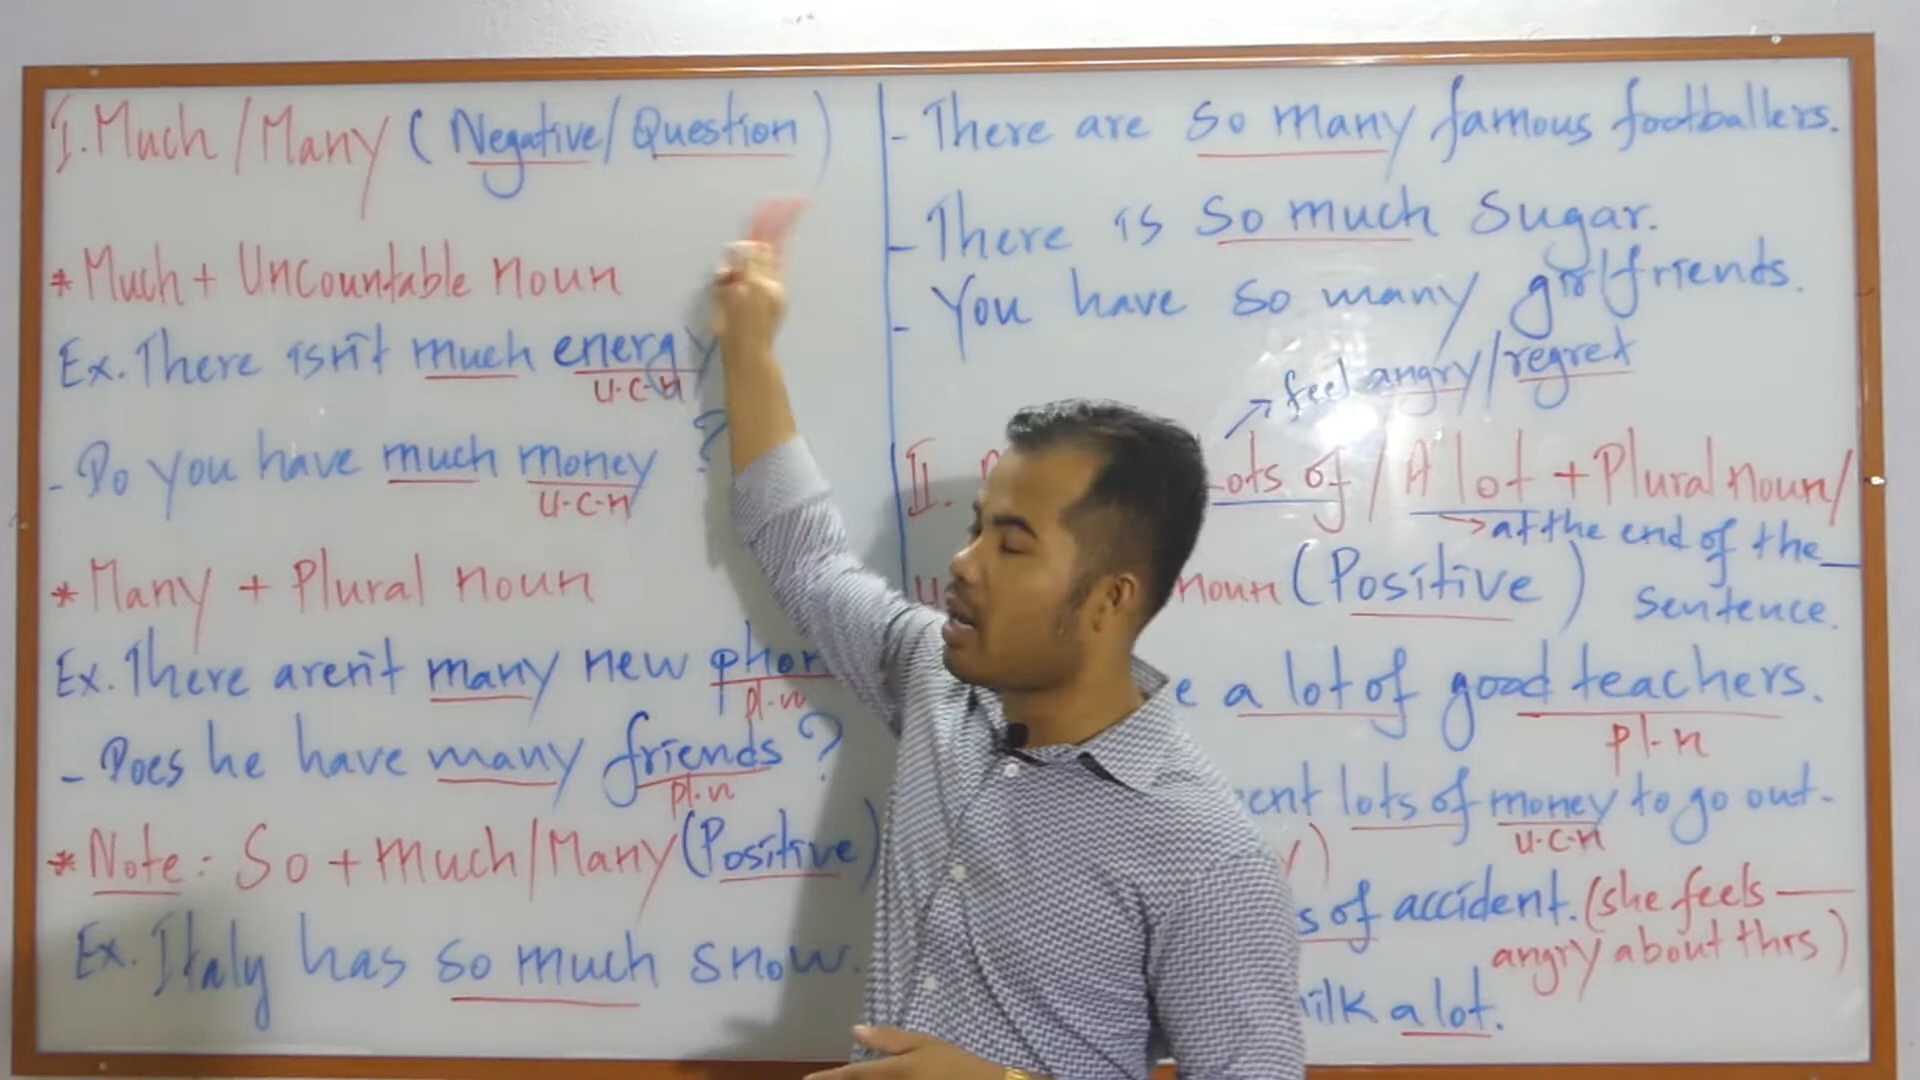 I. Much/Many (Negative/Question)
* Much + Uncountable noun
Ex. There isn't much energy
u.c.n
- Do you have much money ?
u.c.n
* Many + Plural noun
Ex. There aren't many new phon
pl.n
- Does he have many friends ?
pl.n
* Note: So + much/Many (Positive)
Ex. Italy has so much snow.
- There are so many famous footballers.
- There is so much sugar.
- You have so many girlfriends.
→ feel angry/regret
II. Lots of / A lot + Plural noun/
→ at the end of the
noun (Positive) sentence.
e a lot of good teachers.
pl-n
ent lots of money to go out.
u.c.n
s of accident. (she feels
angry about this)
ilk a lot.